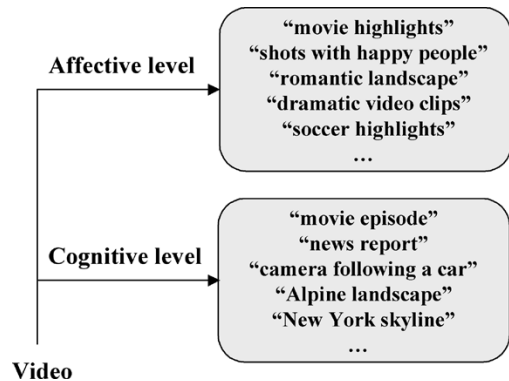 “movie highlights”
“shots with happy people”
Affective level
“romantic landscape”
“dramatic video clips”
“soccer highlights”
...
“movie episode”
“news report”
Cognitive level
“camera following a car”
“Alpine landscape”
“New York skyline”
...
Video